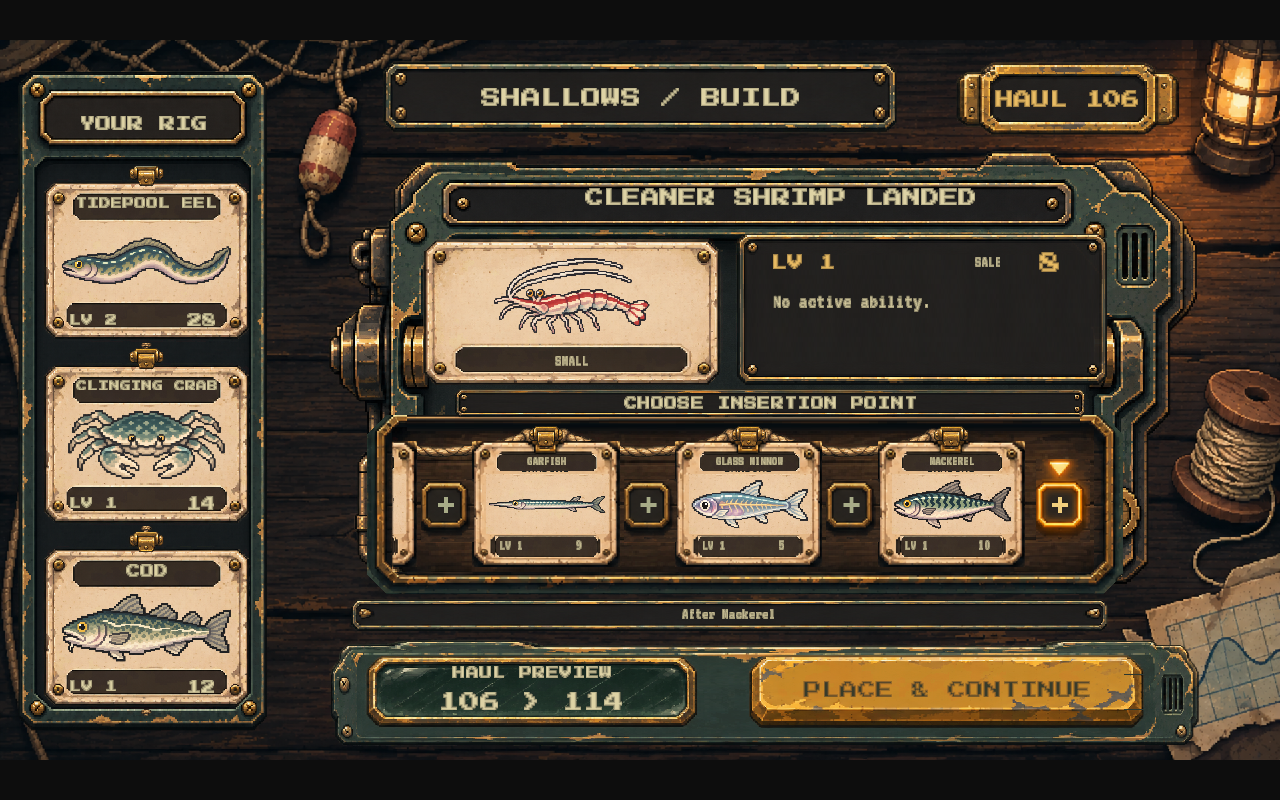 YOUR RIG
SHALLOWS / BUILD
HAUL 106
TIDEPOOL EEL
LV 2 28
CLINGING CRAB
LV 1 14
COD
LV 1 12
CLEANER SHRIMP LANDED
SMALL
LV 1 SALE 8
No active ability.
CHOOSE INSERTION POINT
+ GARFISH + GLASS MINNOW + MACKEREL +
LV 1 9 LV 1 5 LV 1 10
After Mackerel
HAUL PREVIEW
106 > 114
PLACE & CONTINUE